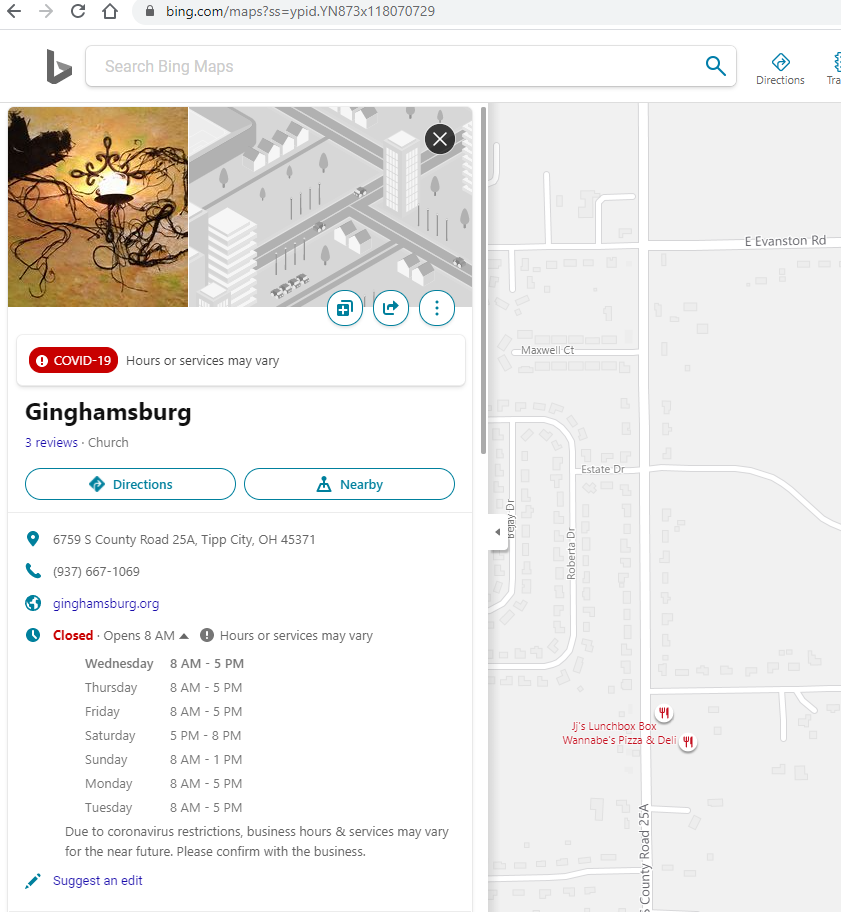 bing.com/maps?ss=ypid.YN873x118070729
Search Bing Maps
Directions
Tra
COVID-19 Hours or services may vary
Ginghamsburg
3 reviews · Church
Directions
Nearby
6759 S County Road 25A, Tipp City, OH 45371
(937) 667-1069
ginghamsburg.org
Closed · Opens 8 AM Hours or services may vary
Wednesday 8 AM - 5 PM
Thursday 8 AM - 5 PM
Friday 8 AM - 5 PM
Saturday 5 PM - 8 PM
Sunday 8 AM - 1 PM
Monday 8 AM - 5 PM
Tuesday 8 AM - 5 PM
Due to coronavirus restrictions, business hours & services may vary
for the near future. Please confirm with the business.
Suggest an edit
E Evanston Rd
Maxwell Ct
Estate Dr
Bejay Dr
Roberta Dr
Jj's Lunchbox Box
Wannabe's Pizza & Deli
S County Road 25A